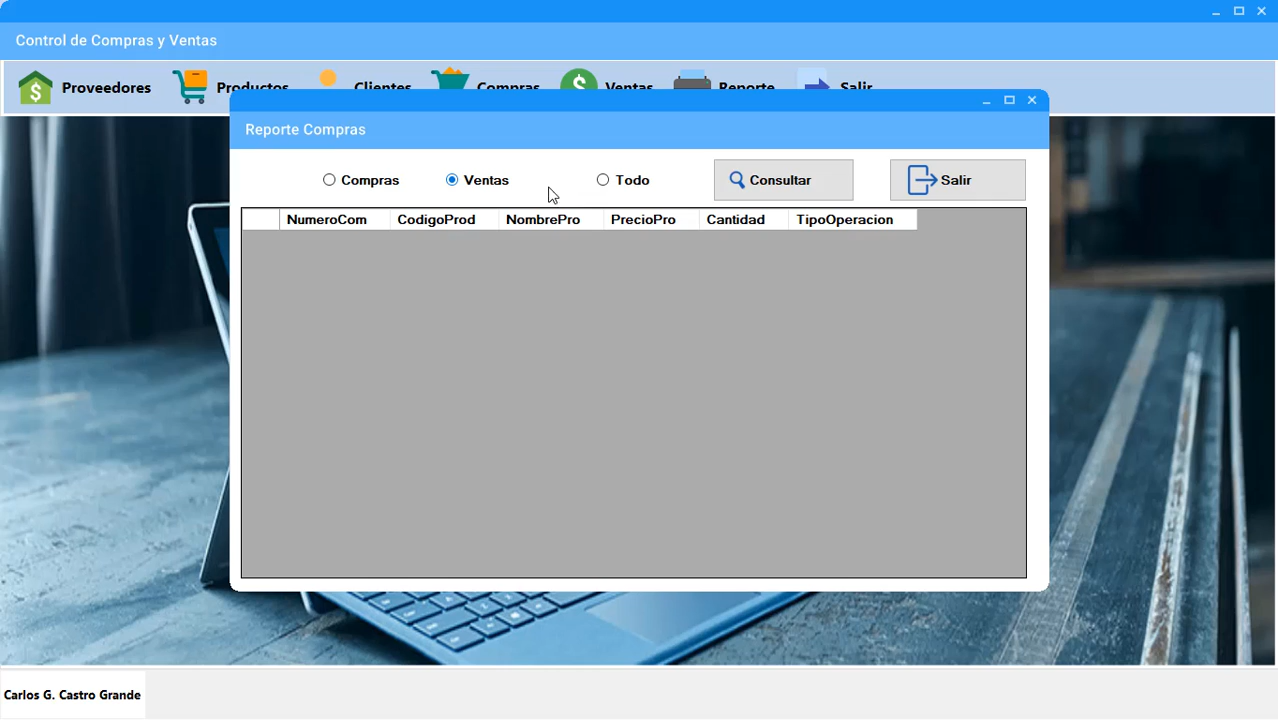 Control de Compras y Ventas
Proveedores Productos Clientes Compras Ventas Reporte Salir
Reporte Compras
Compras Ventas Todo Consultar Salir
NumeroCom CodigoProd NombrePro PrecioPro Cantidad TipoOperacion
Carlos G. Castro Grande